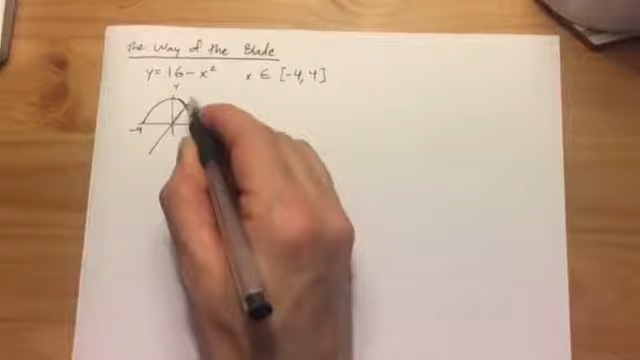 The Way of the Blade
y = 16 - x² x ∈ [-4, 4]
y
-4